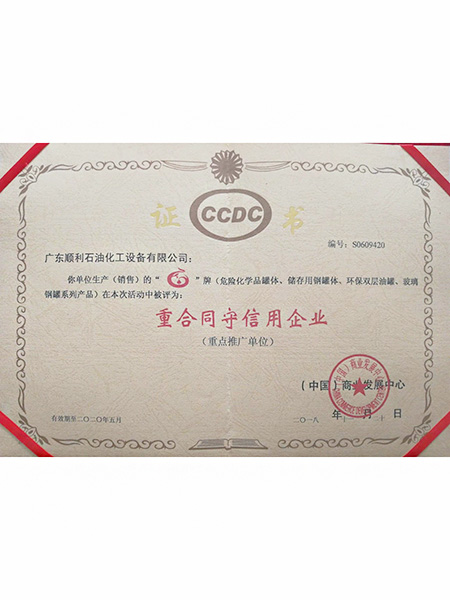 证 CCDC 书
编号：S0609420
广东顺利石油化工设备有限公司：
你单位生产（销售）的“ ”牌（危险化学品罐体、储存用钢罐体、环保双层油罐、玻璃
钢罐系列产品）在本次活动中被评为：
重合同守信用企业
（重点推广单位）
（中国）商业发展中心
有效期至二〇二〇年五月
二〇一八 年 月 日